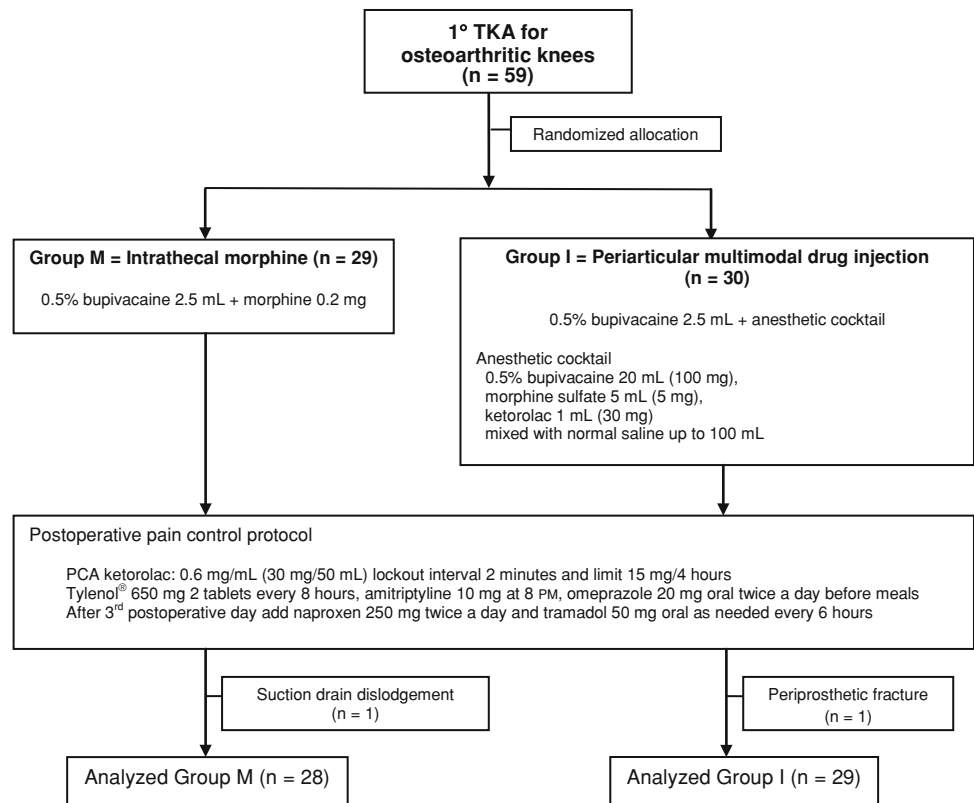 1° TKA for
osteoarthritic knees
(n = 59)
Randomized allocation
Group M = Intrathecal morphine (n = 29)
0.5% bupivacaine 2.5 mL + morphine 0.2 mg
Group I = Periarticular multimodal drug injection
(n = 30)
0.5% bupivacaine 2.5 mL + anesthetic cocktail
Anesthetic cocktail
0.5% bupivacaine 20 mL (100 mg),
morphine sulfate 5 mL (5 mg),
ketorolac 1 mL (30 mg)
mixed with normal saline up to 100 mL
Postoperative pain control protocol
PCA ketorolac: 0.6 mg/mL (30 mg/50 mL) lockout interval 2 minutes and limit 15 mg/4 hours
Tylenol® 650 mg 2 tablets every 8 hours, amitriptyline 10 mg at 8 PM, omeprazole 20 mg oral twice a day before meals
After 3rd postoperative day add naproxen 250 mg twice a day and tramadol 50 mg oral as needed every 6 hours
Suction drain dislodgement
(n = 1)
Periprosthetic fracture
(n = 1)
Analyzed Group M (n = 28)
Analyzed Group I (n = 29)